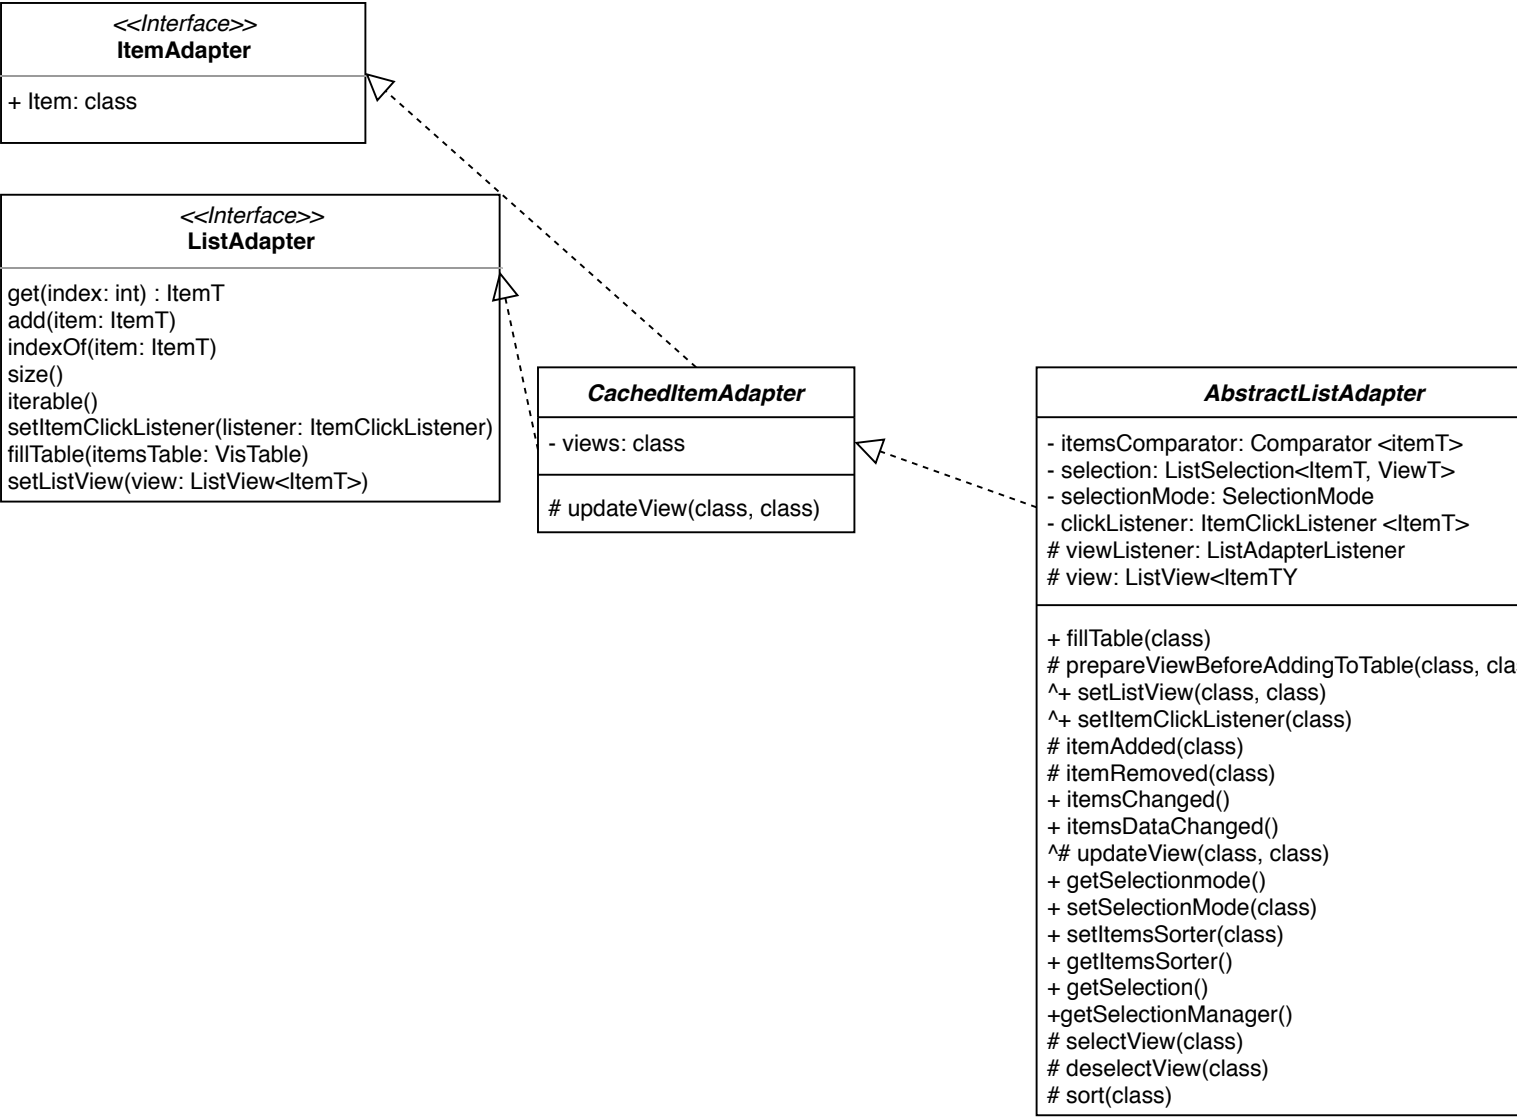 <<Interface>>
ItemAdapter
+ Item: class
<<Interface>>
ListAdapter
get(index: int) : ItemT
add(item: ItemT)
indexOf(item: ItemT)
size()
iterable()
setItemClickListener(listener: ItemClickListener)
fillTable(itemsTable: VisTable)
setListView(view: ListView<ItemT>)
CachedItemAdapter
- views: class
# updateView(class, class)
AbstractListAdapter
- itemsComparator: Comparator <itemT>
- selection: ListSelection<ItemT, ViewT>
- selectionMode: SelectionMode
- clickListener: ItemClickListener <ItemT>
# viewListener: ListAdapterListener
# view: ListView<ItemTY
+ fillTable(class)
# prepareViewBeforeAddingToTable(class,
^+ setListView(class, class)
^+ setItemClickListener(class)
# itemAdded(class)
# itemRemoved(class)
+ itemsChanged()
+ itemsDataChanged()
^# updateView(class, class)
+ getSelectionmode()
+ setSelectionMode(class)
+ setItemsSorter(class)
+ getItemsSorter()
+ getSelection()
+getSelectionManager()
# selectView(class)
# deselectView(class)
# sort(class)